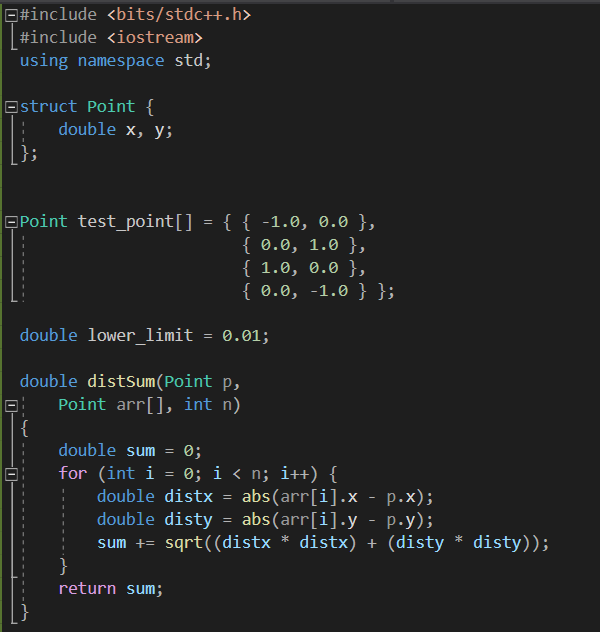 #include <bits/stdc++.h>
#include <iostream>
using namespace std;
struct Point {
    double x, y;
};
Point test_point[] = { { -1.0, 0.0 },
                       { 0.0, 1.0 },
                       { 1.0, 0.0 },
                       { 0.0, -1.0 } };
double lower_limit = 0.01;
double distSum(Point p,
    Point arr[], int n)
{
    double sum = 0;
    for (int i = 0; i < n; i++) {
        double distx = abs(arr[i].x - p.x);
        double disty = abs(arr[i].y - p.y);
        sum += sqrt((distx * distx) + (disty * disty));
    }
    return sum;
}